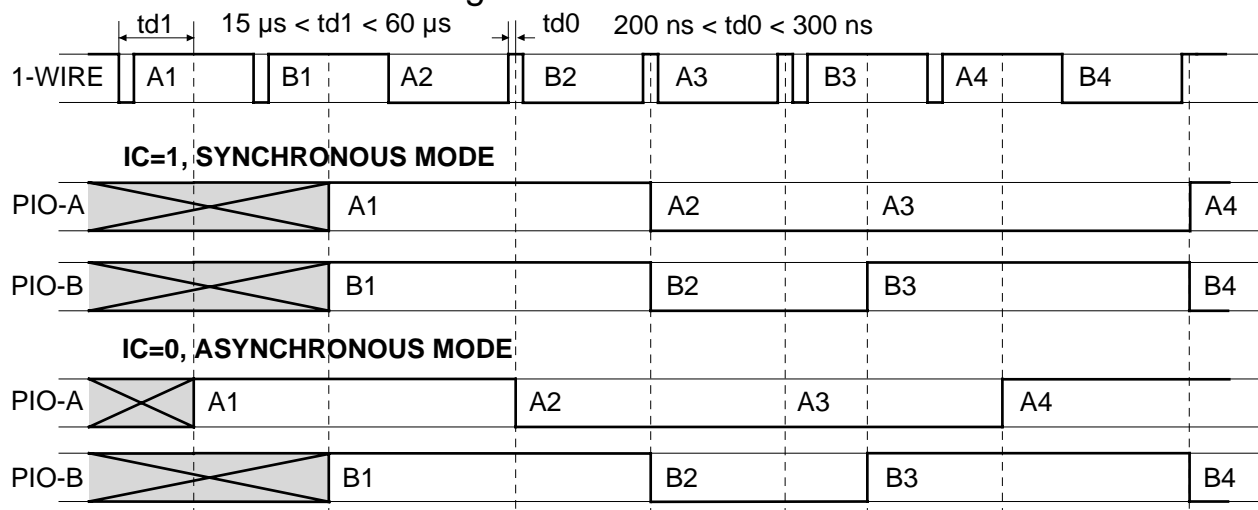 td1 15 µs < td1 < 60 µs td0 200 ns < td0 < 300 ns
1-WIRE A1 B1 A2 B2 A3 B3 A4 B4
IC=1, SYNCHRONOUS MODE
PIO-A A1 A2 A3 A4
PIO-B B1 B2 B3 B4
IC=0, ASYNCHRONOUS MODE
PIO-A A1 A2 A3 A4
PIO-B B1 B2 B3 B4